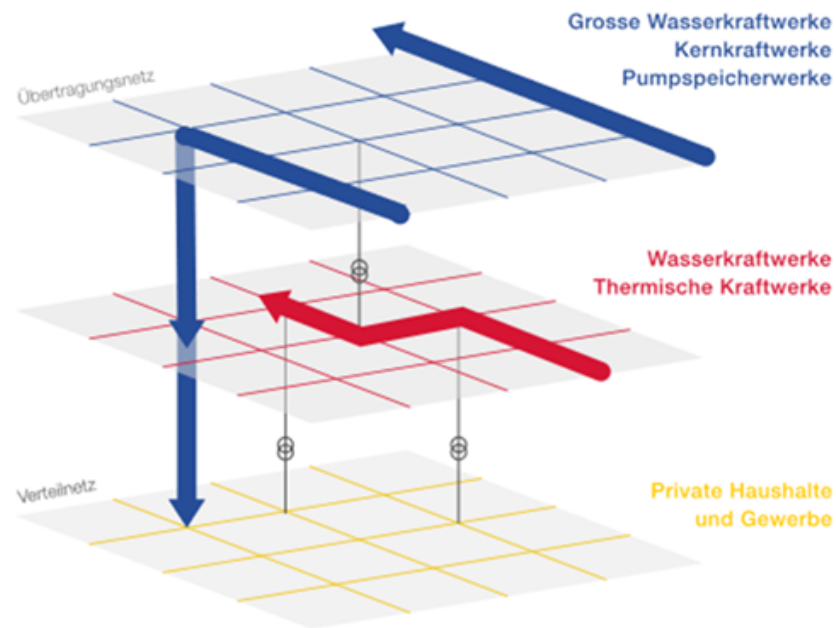 Grosse Wasserkraftwerke
Kernkraftwerke
Pumpspeicherwerke
Übertragungsnetz
Wasserkraftwerke
Thermische Kraftwerke
Verteilnetz
Private Haushalte
und Gewerbe